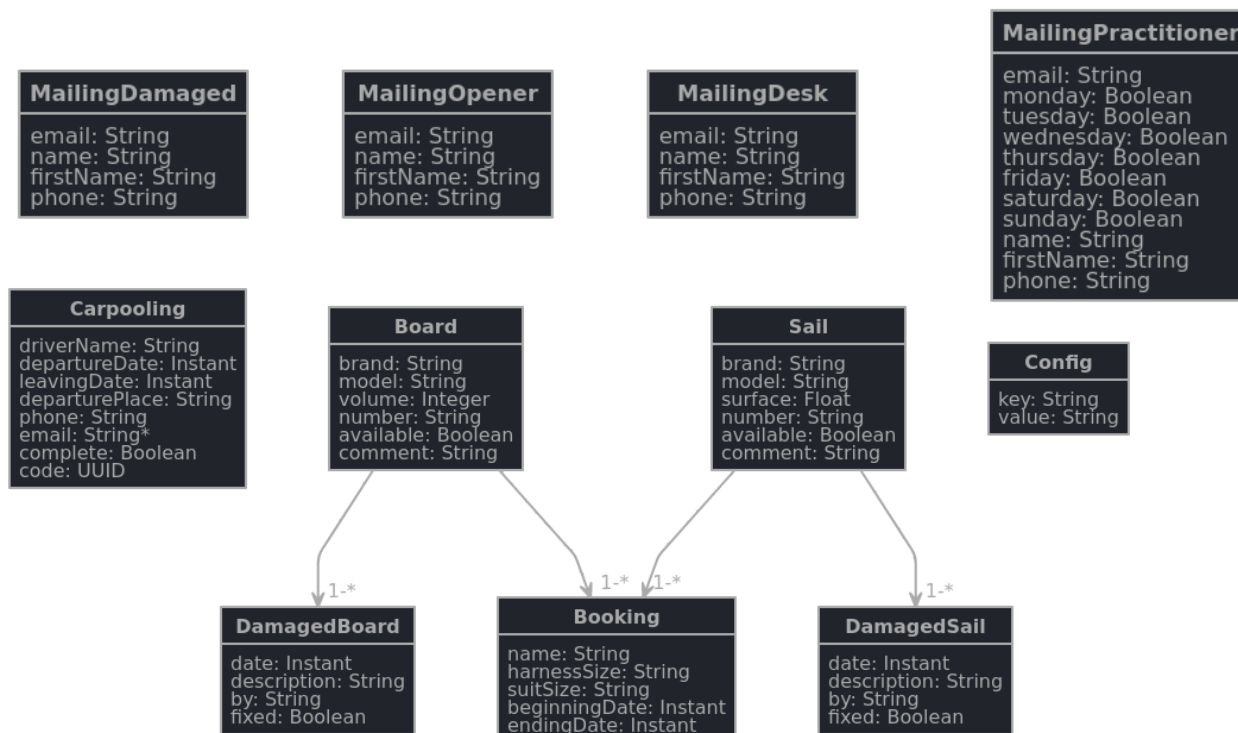 MailingDamaged
email: String
name: String
firstName: String
phone: String
MailingOpener
email: String
name: String
firstName: String
phone: String
MailingDesk
email: String
name: String
firstName: String
phone: String
MailingPractitioner
email: String
monday: Boolean
tuesday: Boolean
wednesday: Boolean
thursday: Boolean
friday: Boolean
saturday: Boolean
sunday: Boolean
name: String
firstName: String
phone: String
Carpooling
driverName: String
departureDate: Instant
leavingDate: Instant
departurePlace: String
phone: String
email: String*
complete: Boolean
code: UUID
Board
brand: String
model: String
volume: Integer
number: String
available: Boolean
comment: String
Sail
brand: String
model: String
surface: Float
number: String
available: Boolean
comment: String
Config
key: String
value: String
1-*
1-*
1-*
1-*
DamagedBoard
date: Instant
description: String
by: String
fixed: Boolean
Booking
name: String
harnessSize: String
suitSize: String
beginningDate: Instant
endingDate: Instant
DamagedSail
date: Instant
description: String
by: String
fixed: Boolean